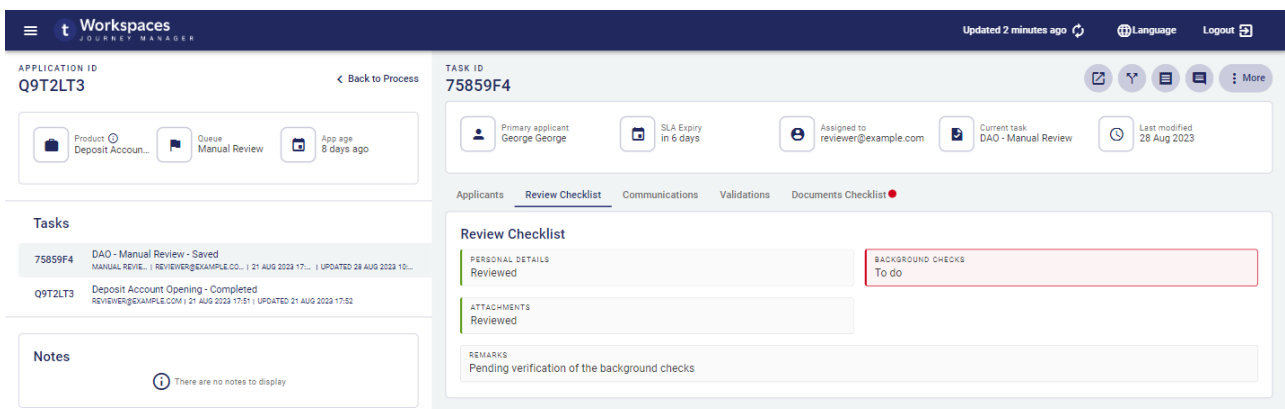 t Workspaces
JOURNEY MANAGER
Updated 2 minutes ago
Language
Logout
APPLICATION ID
Q9T2LT3
Back to Process
Product
Deposit Accoun...
Queue
Manual Review
App age
8 days ago
Tasks
75859F4
DAO - Manual Review - Saved
MANUAL REVIE... | REVIEWER@EXAMPLE.CO... | 21 AUG 2023 17:... | UPDATED 28 AUG 2023 10:...
Q9T2LT3
Deposit Account Opening - Completed
REVIEWER@EXAMPLE.COM | 21 AUG 2023 17:51 | UPDATED 21 AUG 2023 17:52
Notes
There are no notes to display
TASK ID
75859F4
More
Primary applicant
George George
SLA Expiry
in 6 days
Assigned to
reviewer@example.com
Current task
DAO - Manual Review
Last modified
28 Aug 2023
Applicants
Review Checklist
Communications
Validations
Documents Checklist
Review Checklist
PERSONAL DETAILS
Reviewed
BACKGROUND CHECKS
To do
ATTACHMENTS
Reviewed
REMARKS
Pending verification of the background checks